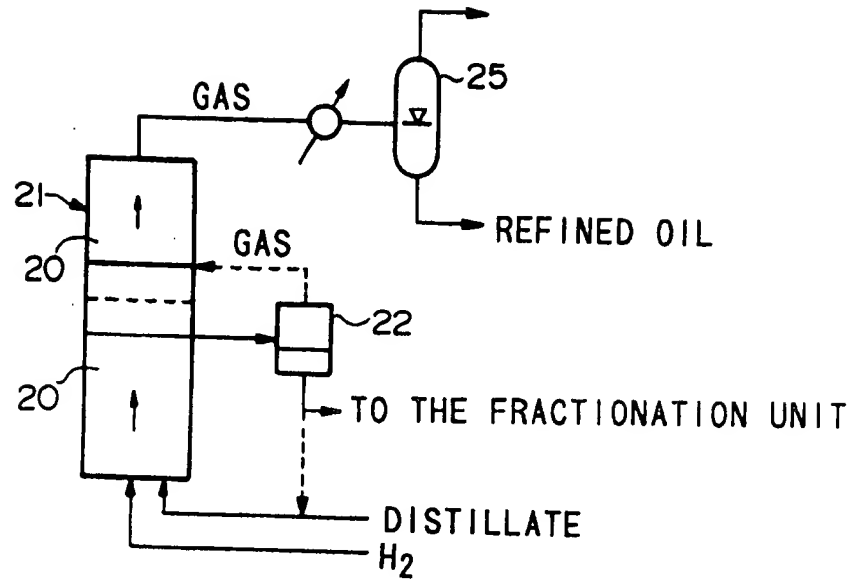 25
GAS
21
REFINED OIL
20
GAS
22
20
TO THE FRACTIONATION UNIT
DISTILLATE
H2